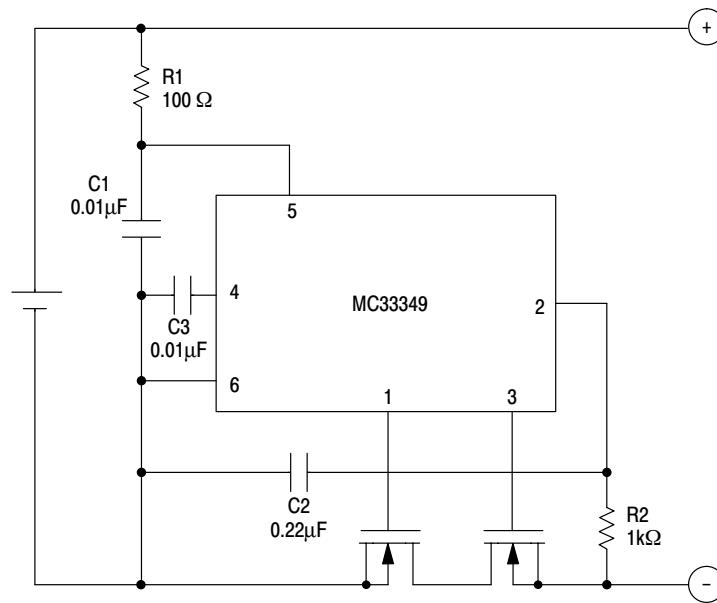 +
R1
100 Ω
C1
0.01µF
5
4
MC33349
2
C3
0.01µF
6
1
3
C2
0.22µF
R2
1kΩ
−